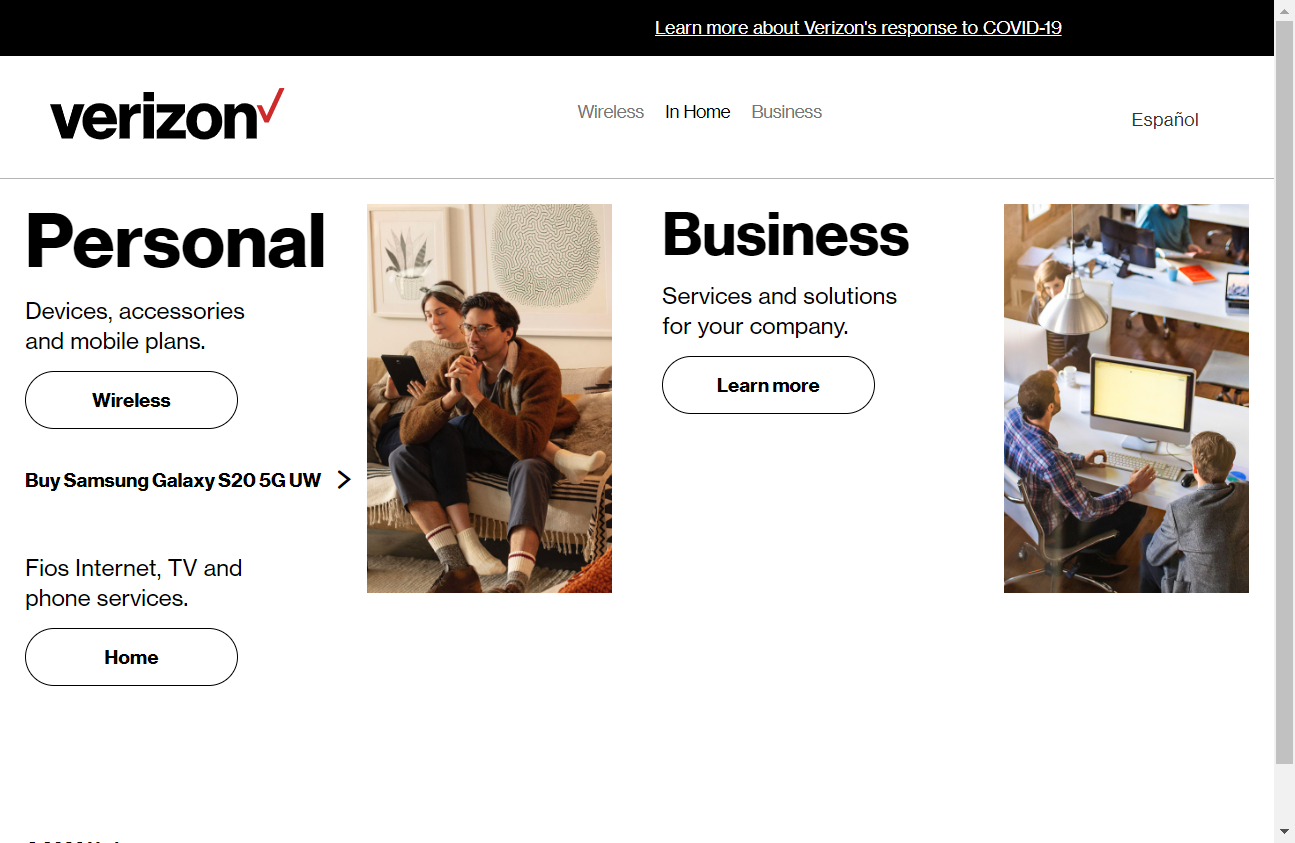 Learn more about Verizon's response to COVID-19
verizon
Wireless In Home Business
Español
Personal
Devices, accessories
and mobile plans.
Wireless
Buy Samsung Galaxy S20 5G UW
Fios Internet, TV and
phone services.
Home
Business
Services and solutions
for your company.
Learn more